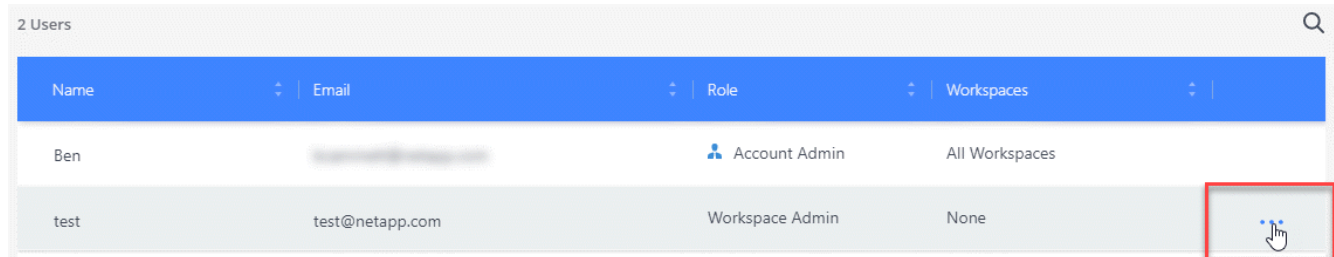 2 Users
Name Email Role Workspaces
Ben Account Admin All Workspaces
test test@netapp.com Workspace Admin None